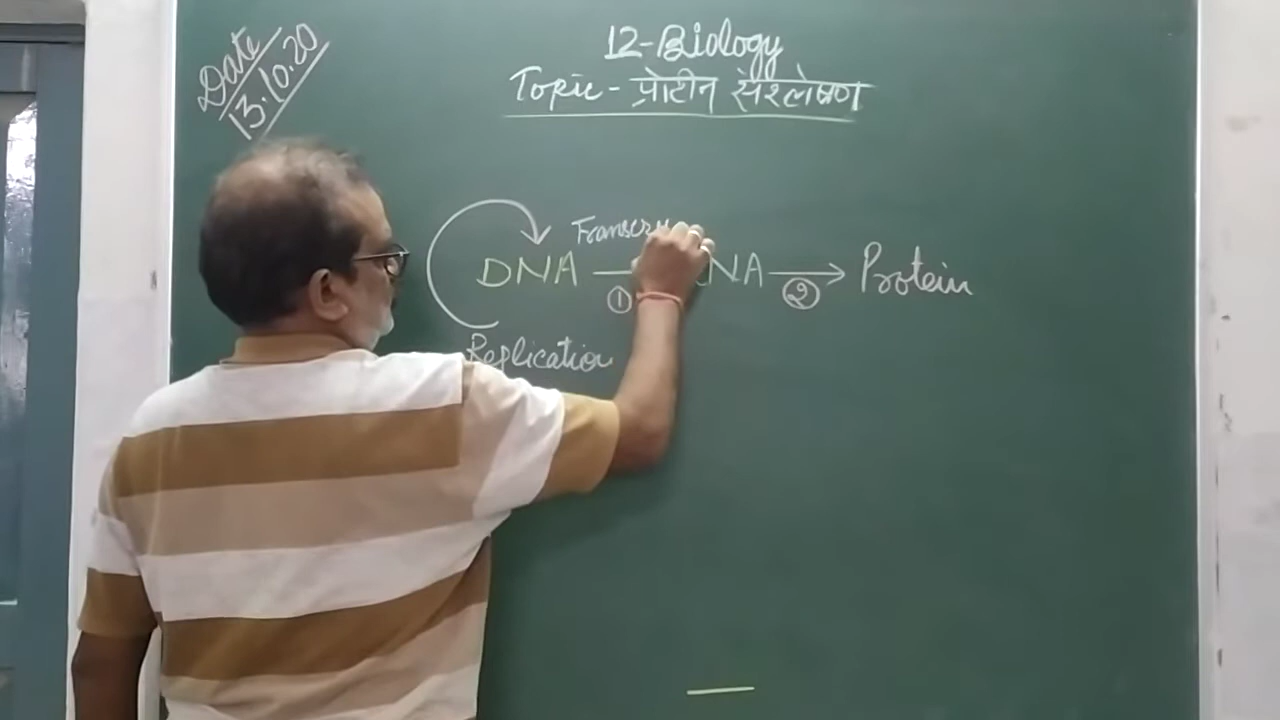 Date
13.10.20
12-Biology
Topic - प्रोटीन संश्लेषण
DNA → NA → Protein
① ②
Replication